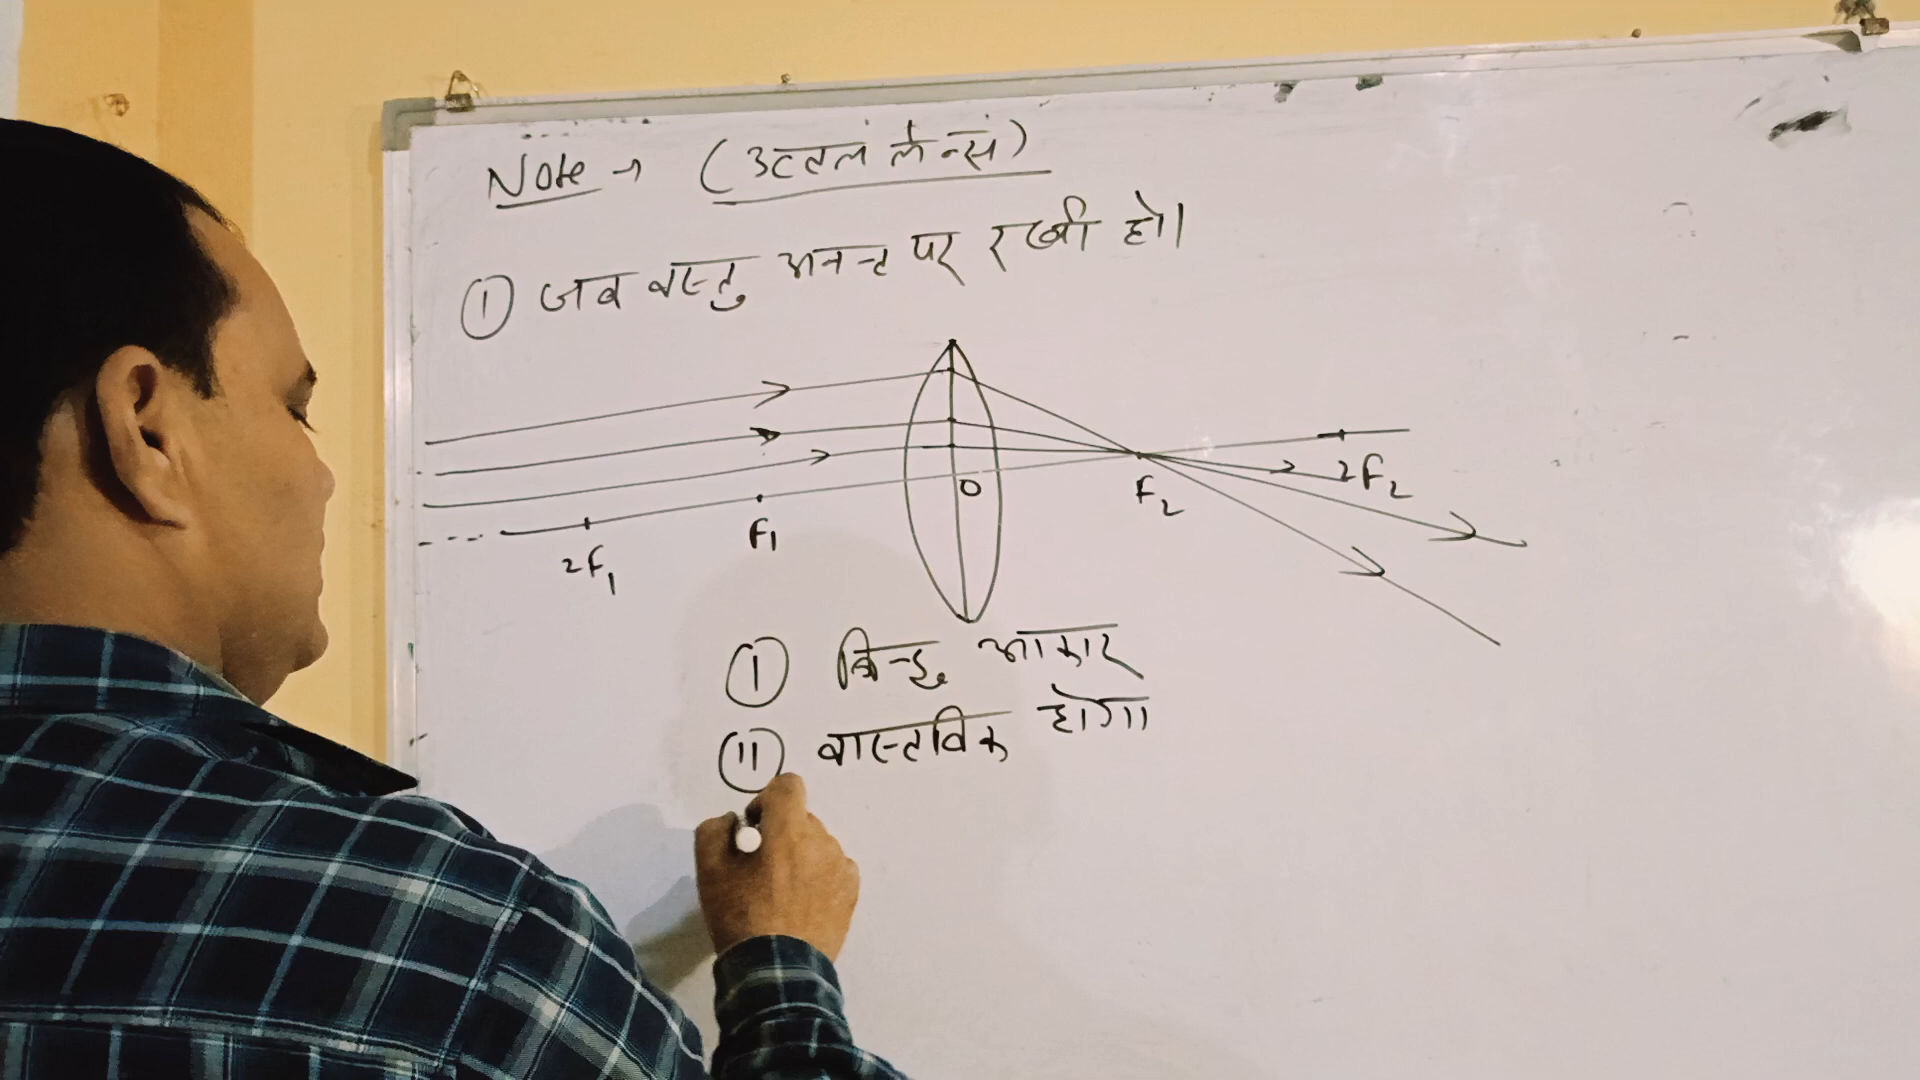 Note → (उत्तल लेन्स)
① जब वस्तु अनन्त पर रखी हो।
2F₁ F₁ O F₂ 2F₂
Ⓘ बिन्दु आकार
Ⓘⓘ वास्तविक होगा